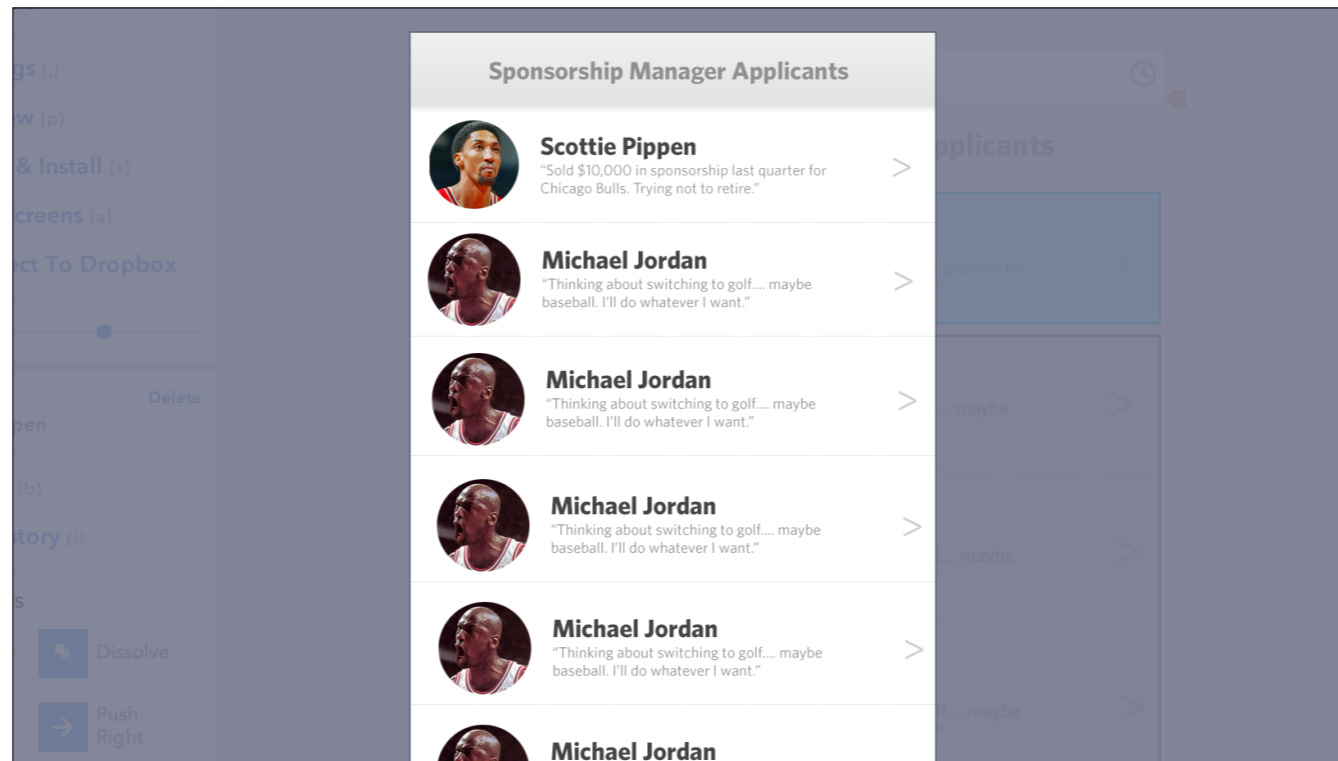 gs (,)
w (p)
& Install (s)
creens (a)
ect To Dropbox
Delete
pen
(b)
story (l)
s
Dissolve
Push
Right
Sponsorship Manager Applicants
Scottie Pippen
“Sold $10,000 in sponsorship last quarter for
Chicago Bulls. Trying not to retire.”
>
Michael Jordan
“Thinking about switching to golf.... maybe
baseball. I’ll do whatever I want.”
>
Michael Jordan
“Thinking about switching to golf.... maybe
baseball. I’ll do whatever I want.”
>
Michael Jordan
“Thinking about switching to golf.... maybe
baseball. I’ll do whatever I want.”
>
Michael Jordan
“Thinking about switching to golf.... maybe
baseball. I’ll do whatever I want.”
>
Michael Jordan
pplicants
quarter for
>
.... maybe
>
f.... maybe
>
lf.... maybe
>